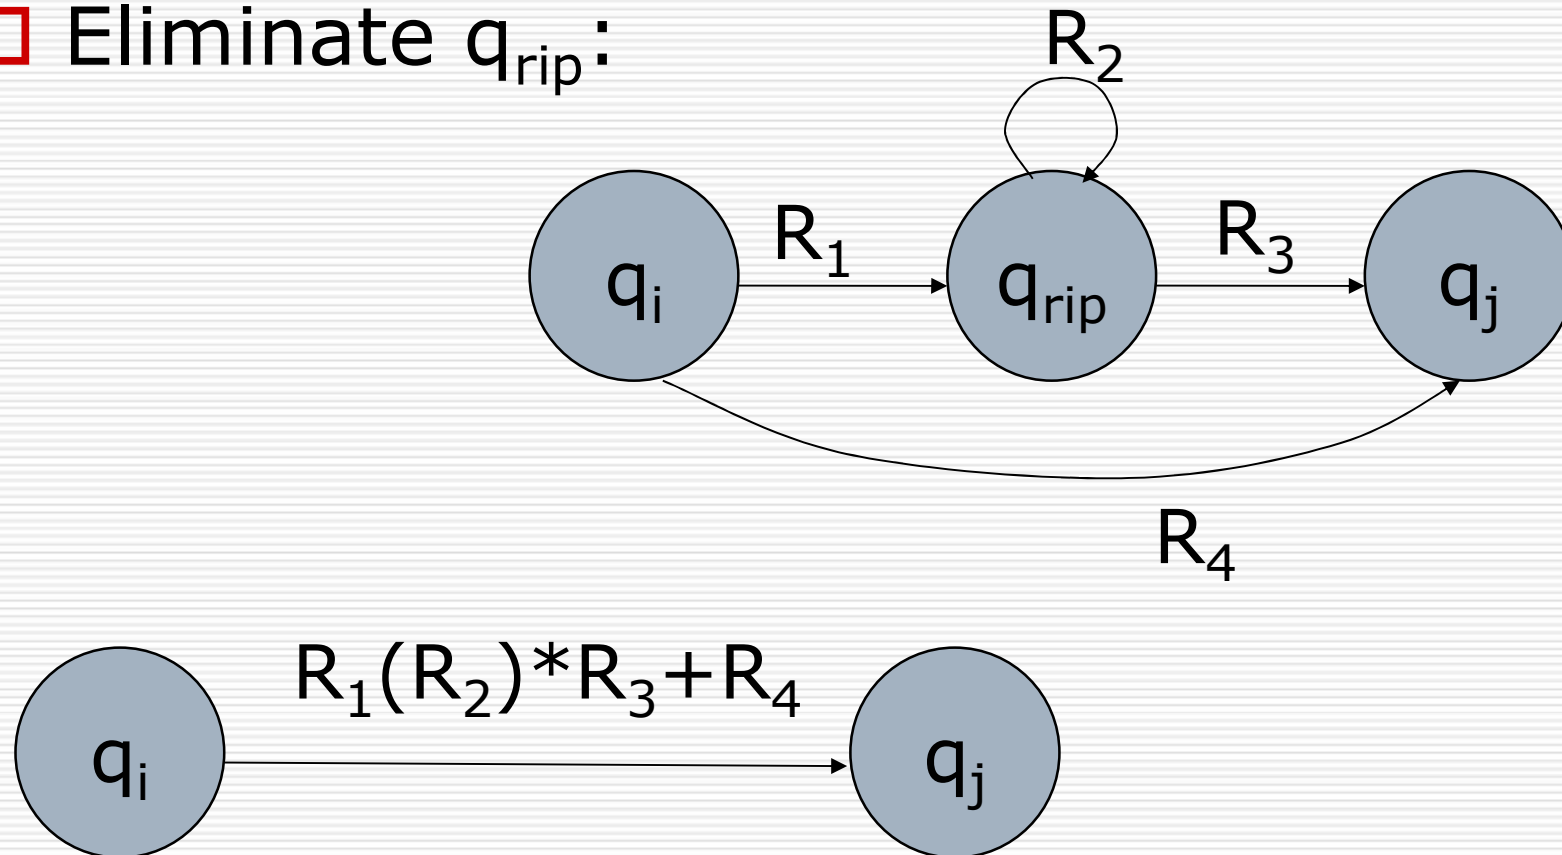 Eliminate q_rip:
R_2
R_1
R_3
q_i
q_rip
q_j
R_4
R_1(R_2)*R_3+R_4
q_i
q_j